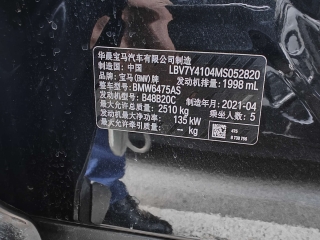 华晨宝马汽车有限公司制造
制造国: 中国 LBV7Y4104MS052820
品牌: 宝马(BMW)牌 发动机排量: 1998 mL
整车型号: BMW6475AS
发动机型号: B48B20C 制造年月: 2021-04
最大允许总质量: 2510 kg 乘坐人数: 5
发动机最大净功率: 135 kW
最大允许牵引质量: -- kg